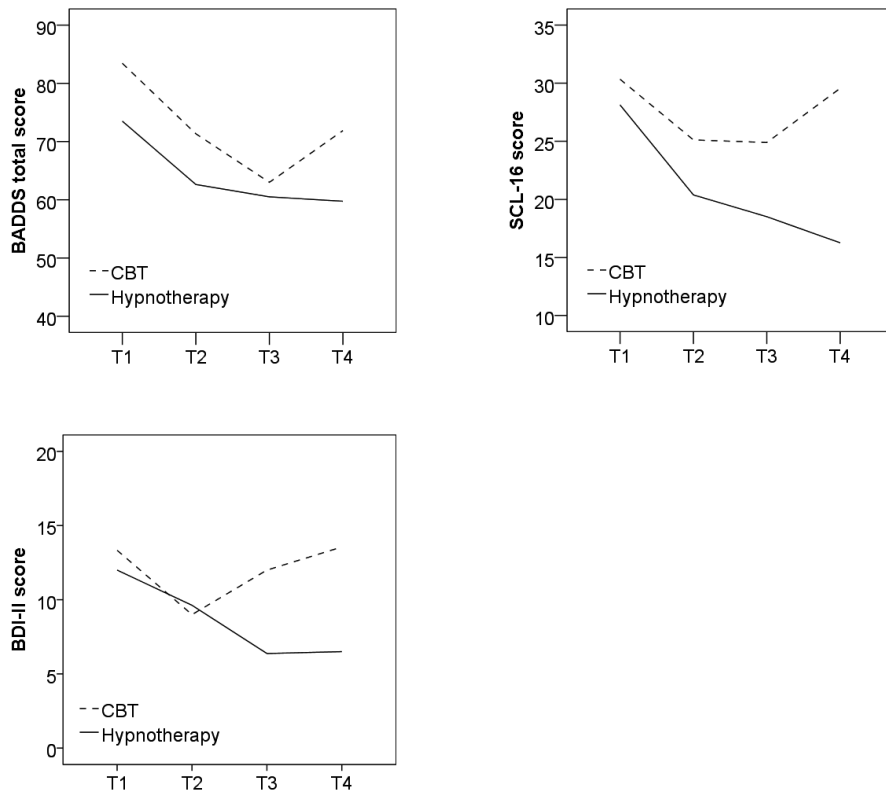 BADDS total score
90
80
70
60
50
40
CBT
Hypnotherapy
T1 T2 T3 T4
SCL-16 score
35
30
25
20
15
10
CBT
Hypnotherapy
T1 T2 T3 T4
BDI-II score
20
15
10
5
0
CBT
Hypnotherapy
T1 T2 T3 T4